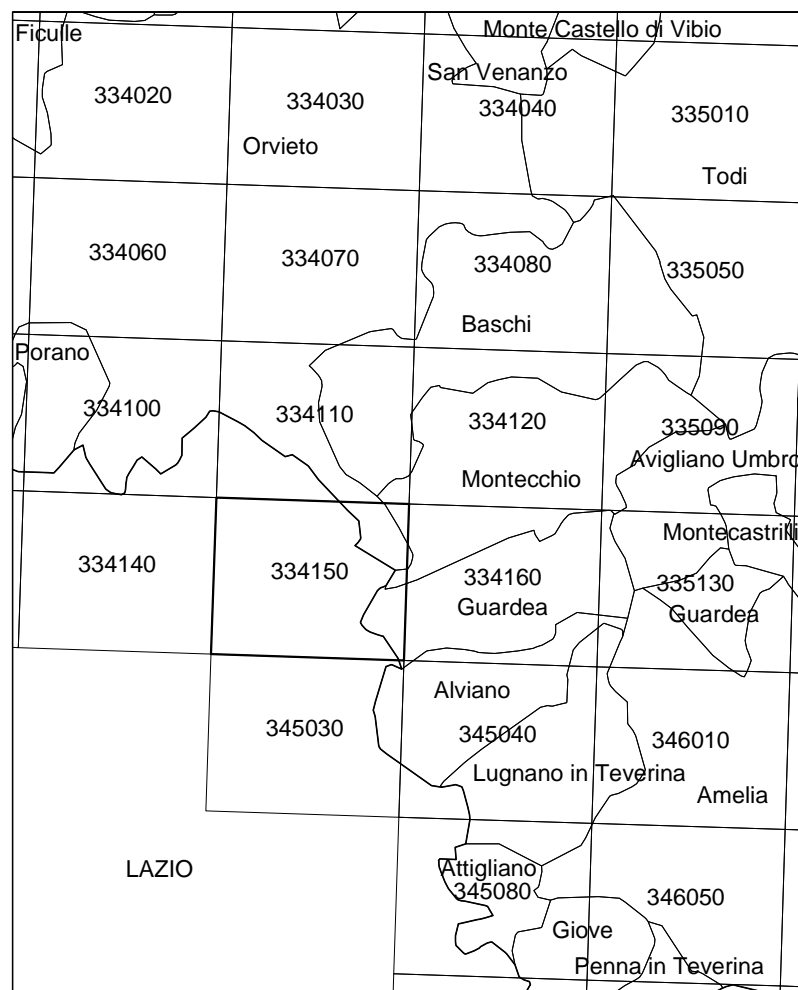 Ficulle
Monte Castello di Vibio
San Venanzo
334020
334030
334040
335010
Orvieto
Todi
334060
334070
334080
335050
Baschi
Porano
334100
334110
334120
335090
Avigliano Umbro
Montecchio
Montecastrilli
334140
334150
334160
335130
Guardea
Guardea
Alviano
345030
345040
346010
Lugnano in Teverina
Amelia
LAZIO
Attigliano
345080
346050
Giove
Penna in Teverina